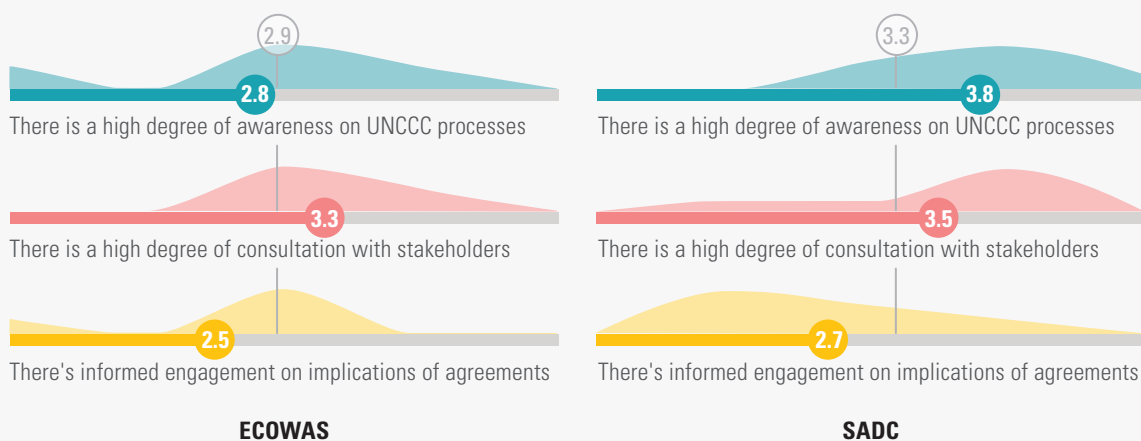 2.9
2.8
There is a high degree of awareness on UNCCC processes
3.3
There is a high degree of consultation with stakeholders
2.5
There's informed engagement on implications of agreements
ECOWAS
3.3
3.8
There is a high degree of awareness on UNCCC processes
3.5
There is a high degree of consultation with stakeholders
2.7
There's informed engagement on implications of agreements
SADC